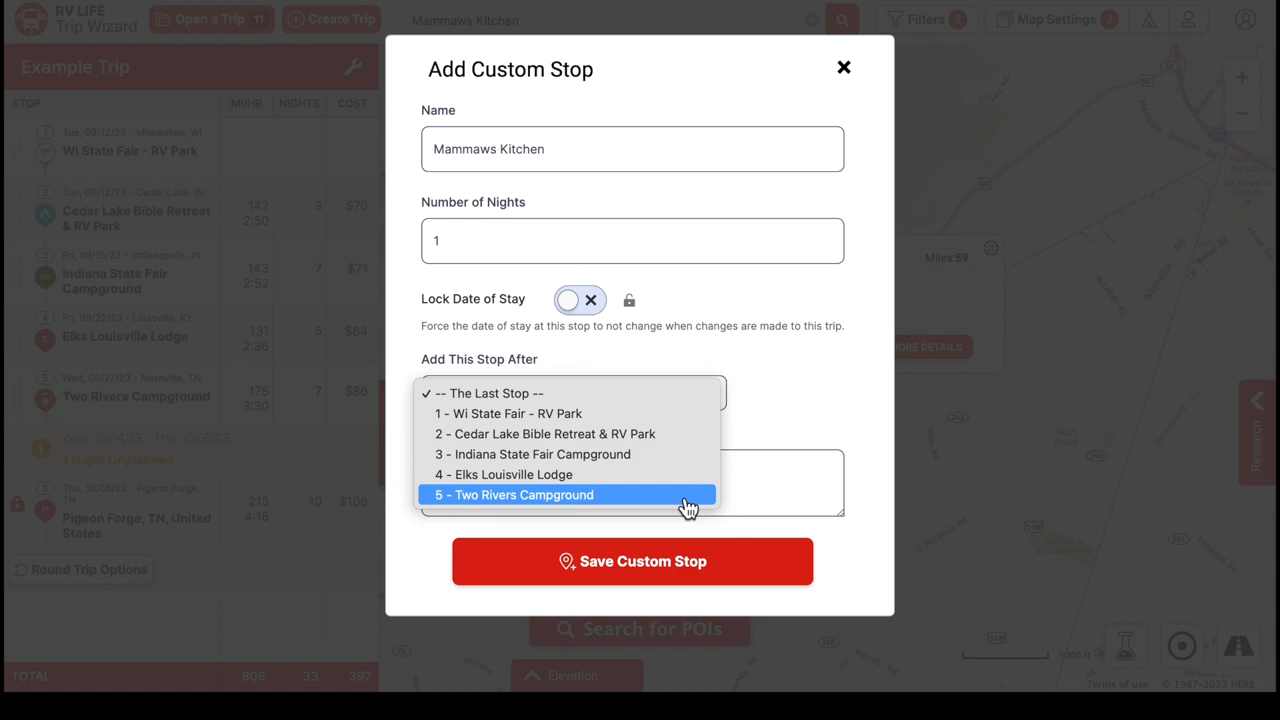 RV LIFE
Trip Wizard
Open a Trip 11
Create Trip
Mammaws Kitchen
Filters 2
Map Settings 3
Example Trip
STOP MI/HR NIGHTS COST
1 Tue, 09/12/23 - Milwaukee, WI
Wi State Fair - RV Park
2 Tue, 09/12/23 - Cedar Lake, IN
Cedar Lake Bible Retreat 142 3 $70
& RV Park 2:50
3 Fri, 09/15/23 - Indianapolis, IN
Indiana State Fair 143 7 $71
Campground 2:52
4 Fri, 09/22/23 - Louisville, KY
Elks Louisville Lodge 131 5 $64
2:36
5 Wed, 09/27/23 - Nashville, TN
Two Rivers Campground 175 7 $86
3:30
Wed, 10/04/23 - Thu, 10/05/23
1 Night Unplanned
6 Thu, 10/05/23 - Pigeon Forge,
TN 215 10 $106
Pigeon Forge, TN, United 4:18
States
Round Trip Options
TOTAL 806 33 397
Add Custom Stop
Name
Mammaws Kitchen
Number of Nights
1
Lock Date of Stay
Force the date of stay at this stop to not change when changes are made to this trip.
Add This Stop After
✓ -- The Last Stop --
1 - Wi State Fair - RV Park
2 - Cedar Lake Bible Retreat & RV Park
3 - Indiana State Fair Campground
4 - Elks Louisville Lodge
5 - Two Rivers Campground
Save Custom Stop
Miles:59
MORE DETAILS
Research
Search for POIs
Elevation
5000 ft
Terms of use © 1987-2023 HERE